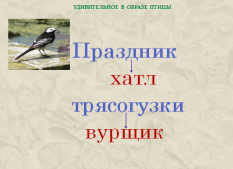 УДИВИТЕЛЬНОЕ В ОБРАЗЕ ПТИЦЫ
Праздник
хатл
трясогузки
вурщик